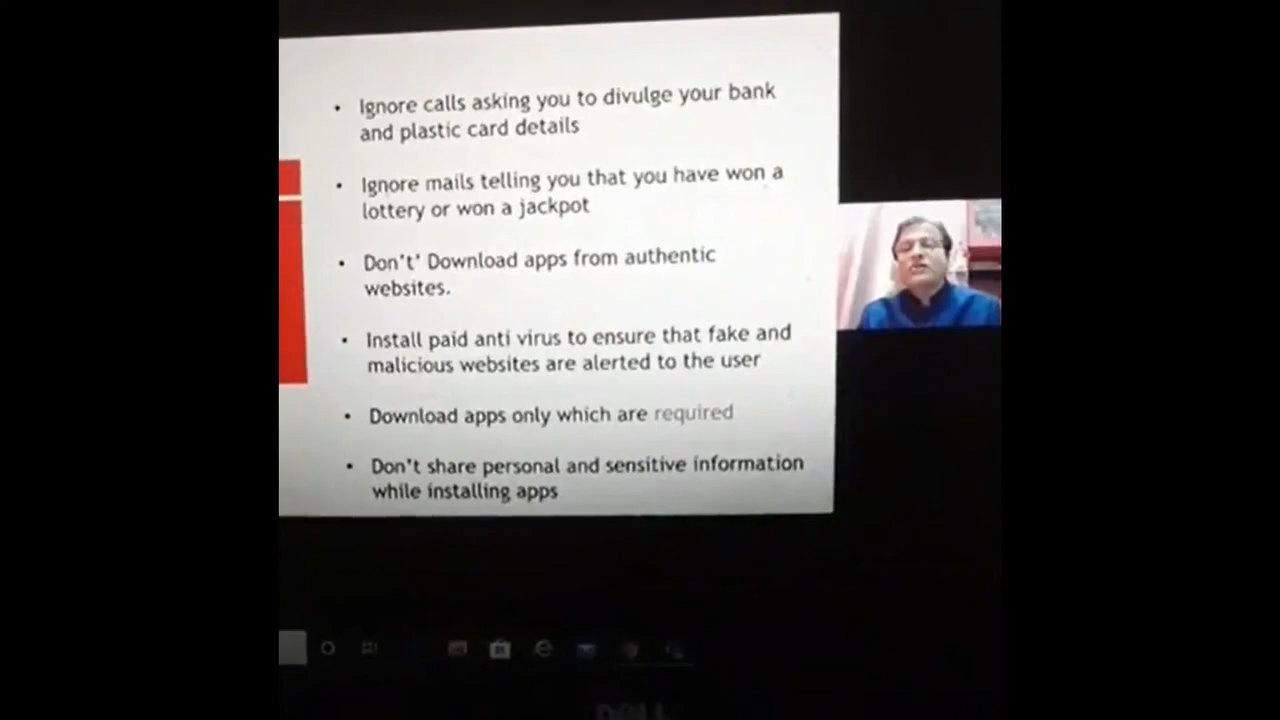 • Ignore calls asking you to divulge your bank
and plastic card details
• Ignore mails telling you that you have won a
lottery or won a jackpot
• Don't' Download apps from authentic
websites.
• Install paid anti virus to ensure that fake and
malicious websites are alerted to the user
• Download apps only which are required
• Don't share personal and sensitive information
while installing apps
DELL